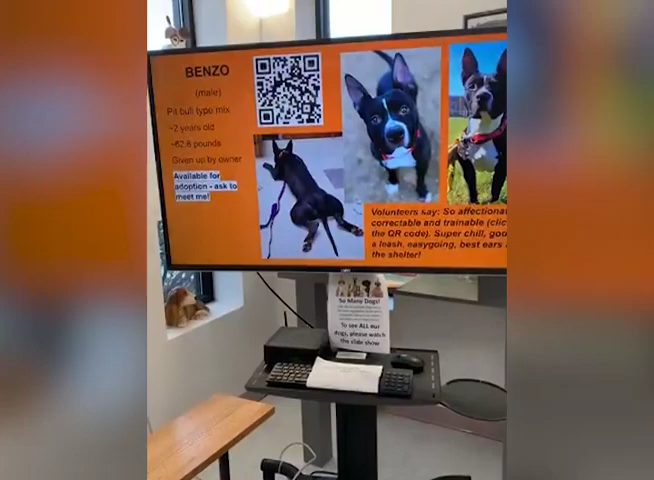 BENZO
(male)
Pit bull type mix
~2 years old
~62.6 pounds
Given up by owner
Available for
adoption - ask to
meet me!
Volunteers say: So affectiona
correctable and trainable (clic
the QR code). Super chill, goo
a leash, easygoing, best ears
the shelter!
So Many Dogs!
To see ALL our
dogs, please watch
the slide show